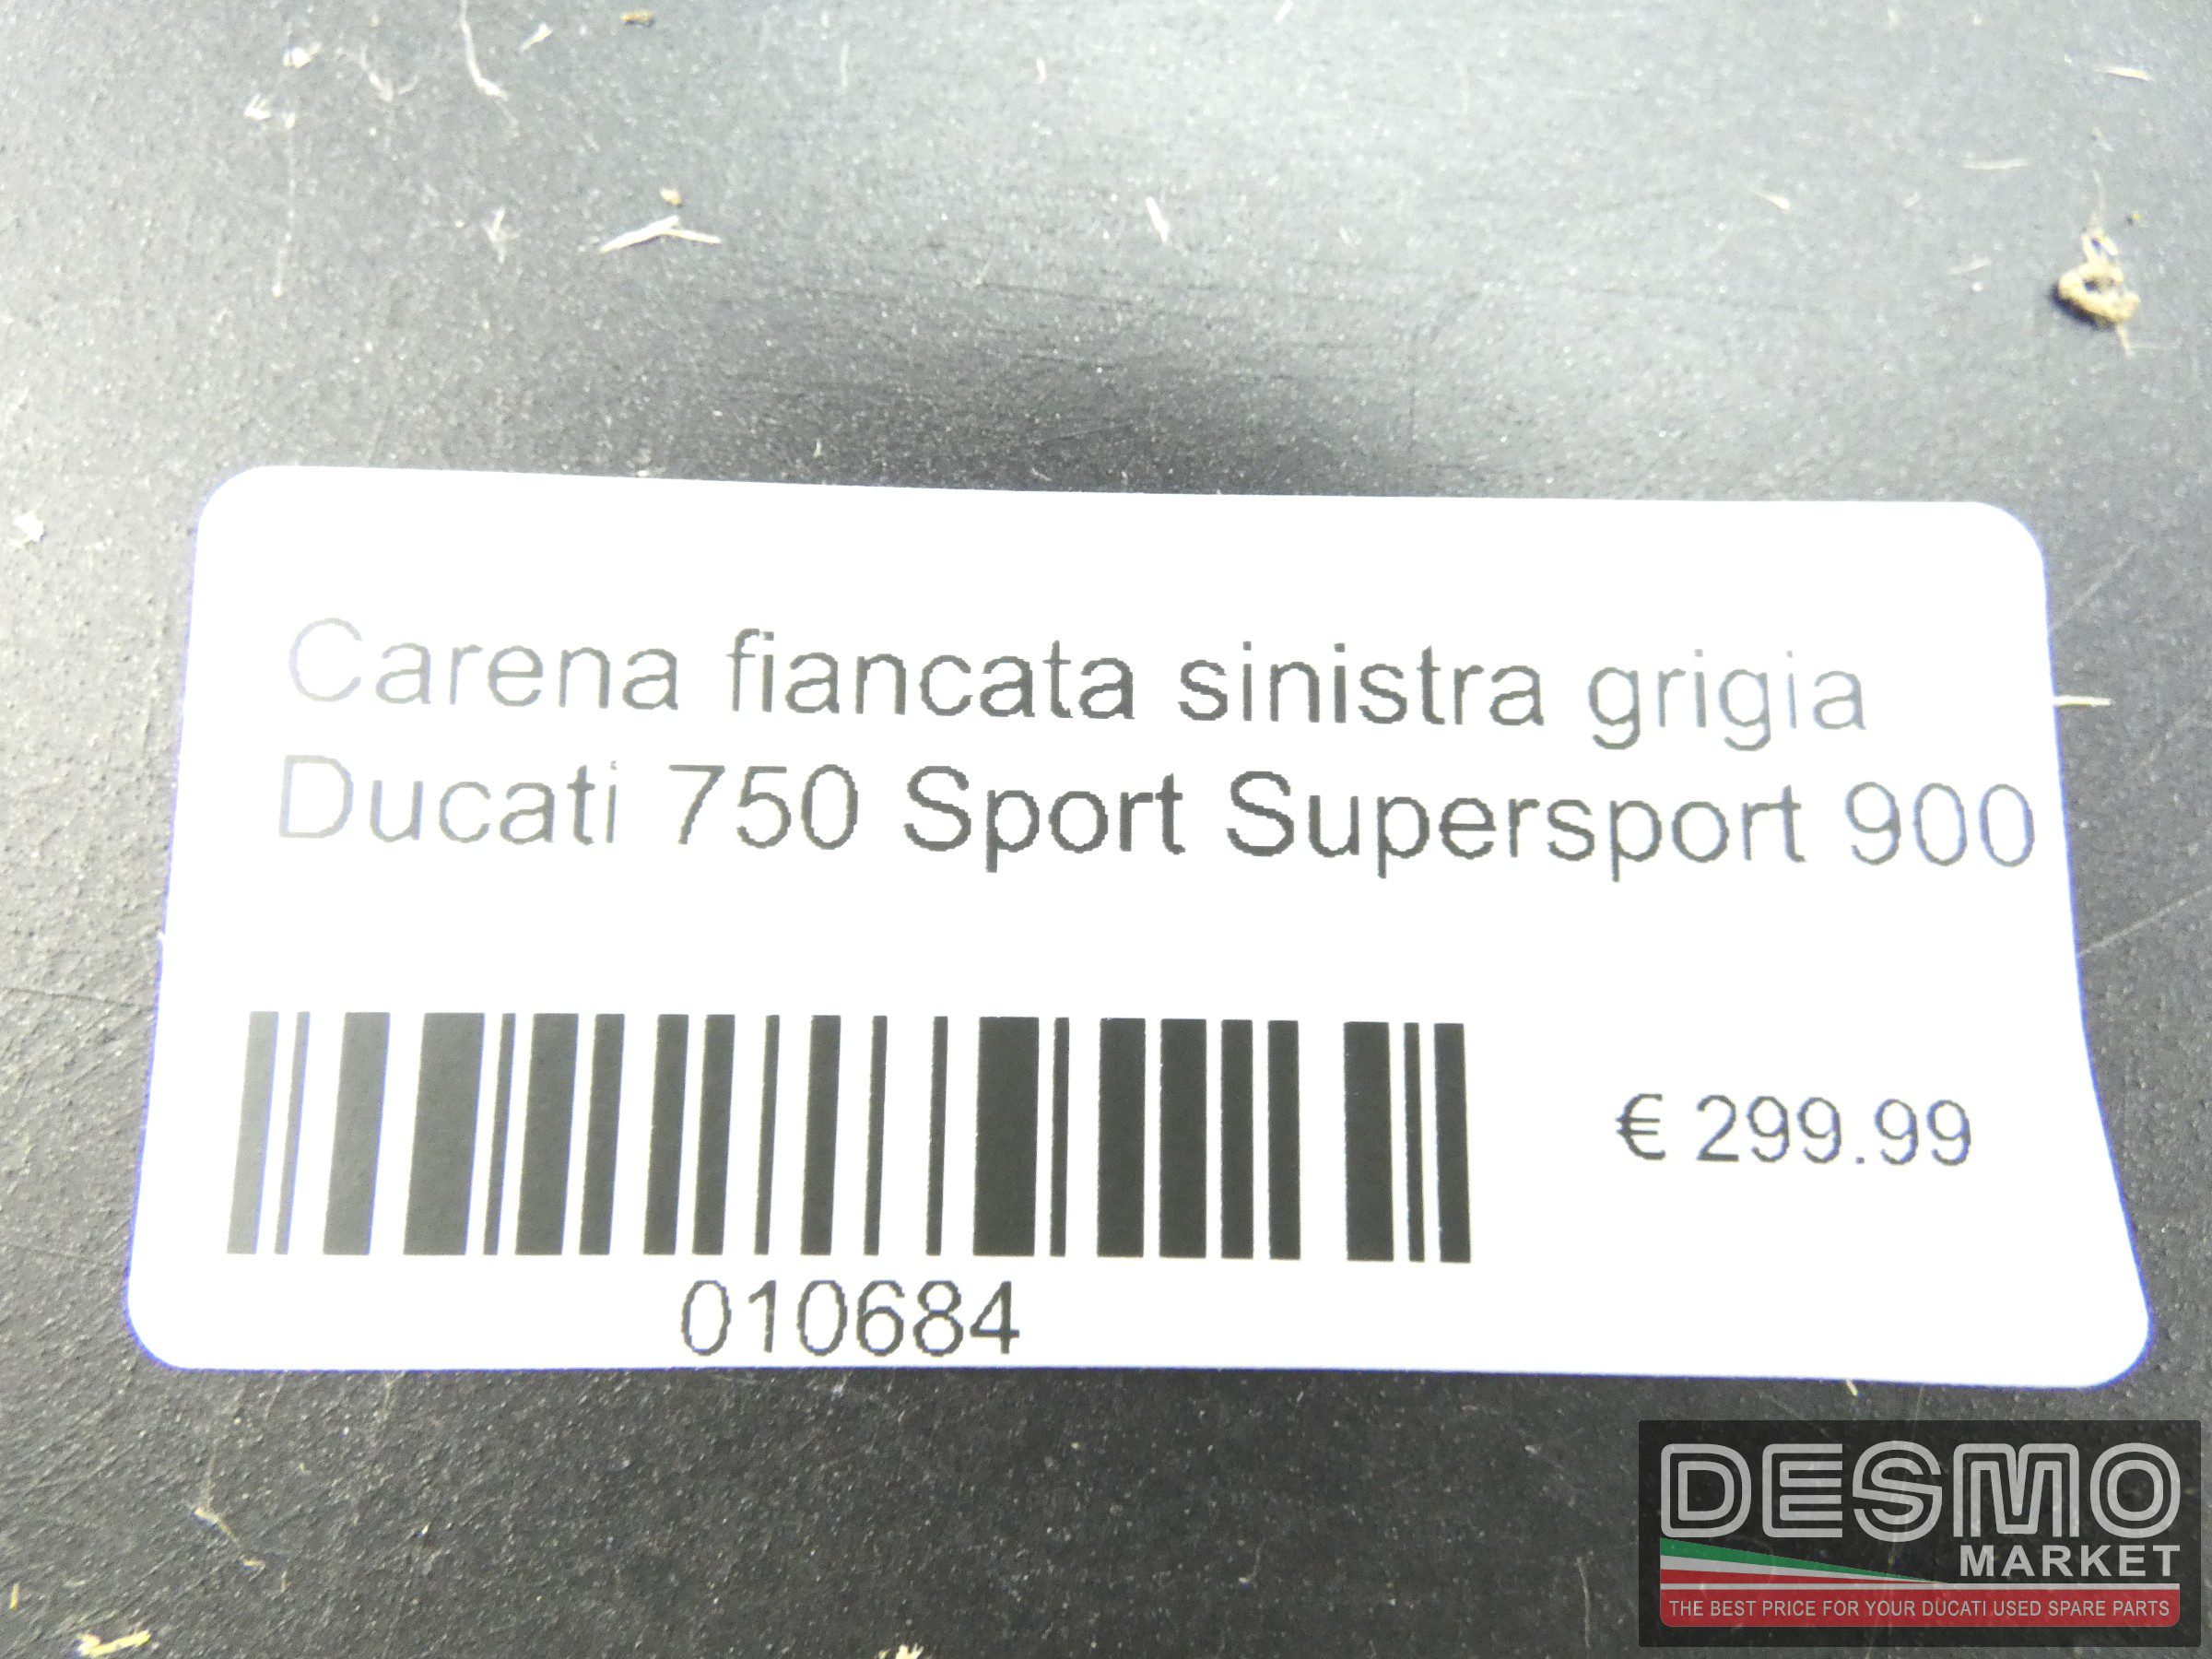 Carena fiancata sinistra grigia
Ducati 750 Sport Supersport 900
€ 299.99
010684
DESMO
MARKET
THE BEST PRICE FOR YOUR DUCATI USED SPARE PARTS